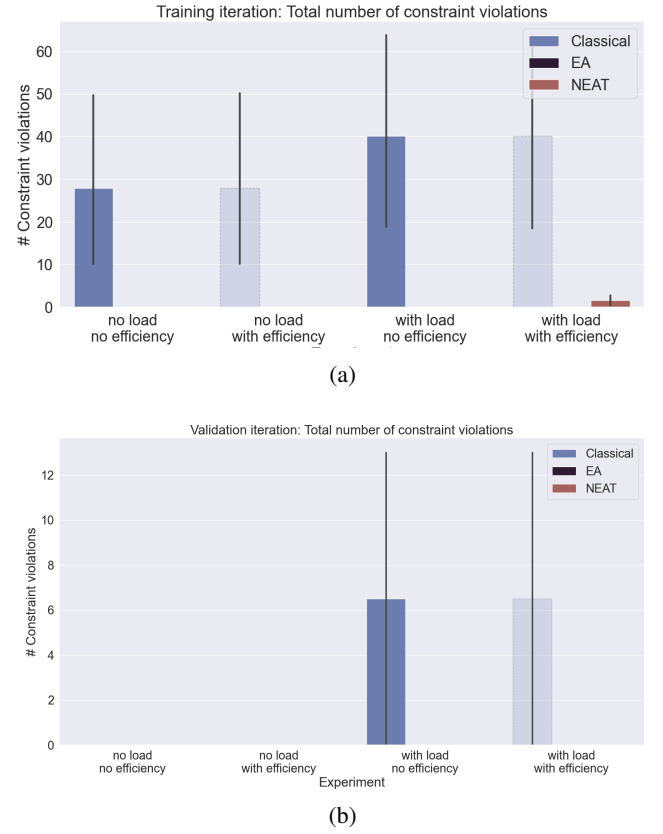 Training iteration: Total number of constraint violations
# Constraint violations
60
50
40
30
20
10
0
Classical
EA
NEAT
no load
no efficiency
no load
with efficiency
with load
no efficiency
with load
with efficiency
(a)
Validation iteration: Total number of constraint violations
# Constraint violations
12
10
8
6
4
2
0
Classical
EA
NEAT
no load
no efficiency
no load
with efficiency
with load
no efficiency
with load
with efficiency
Experiment
(b)